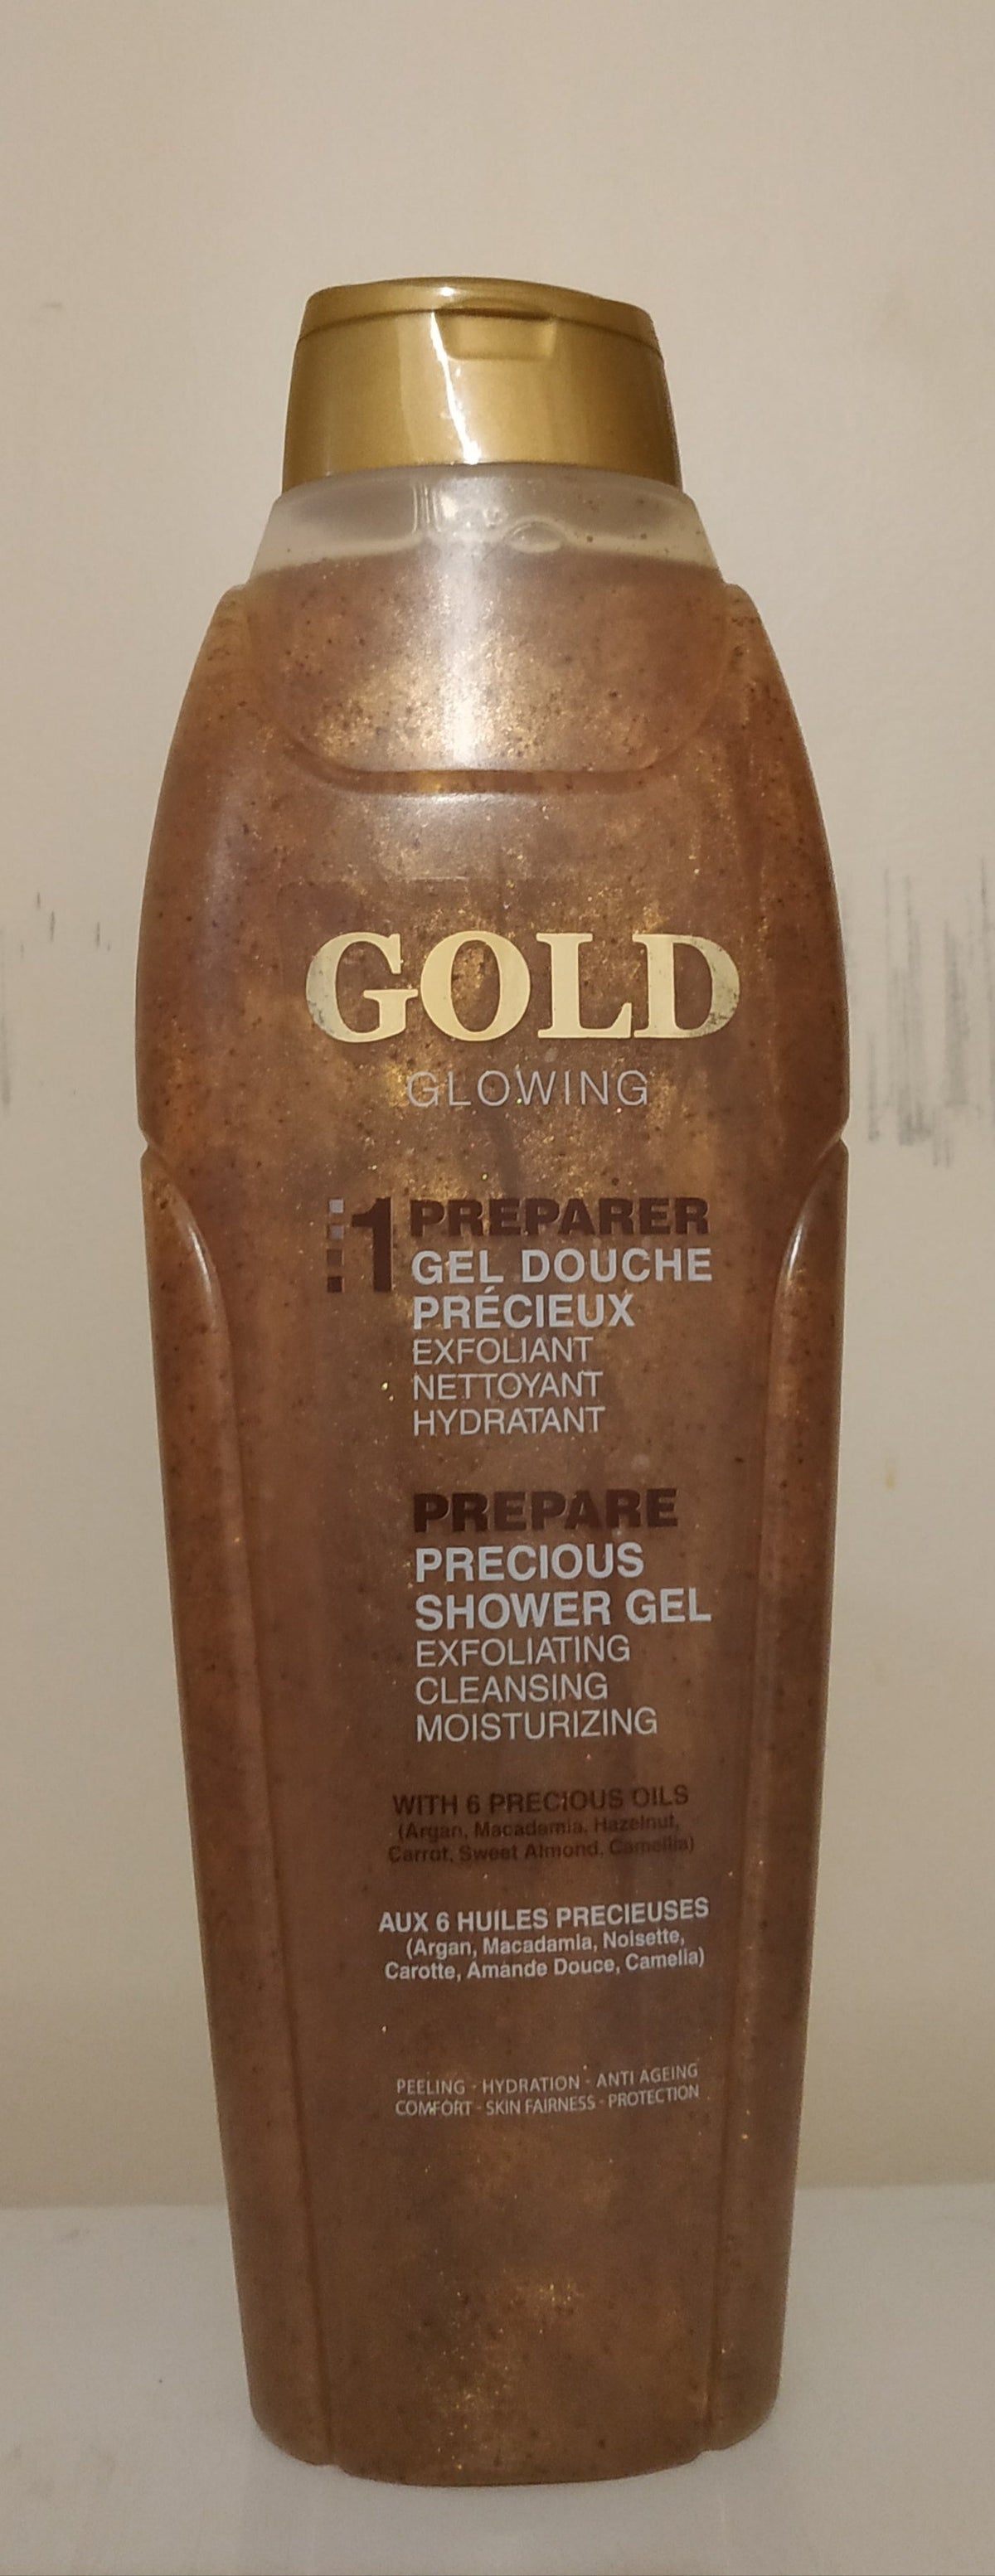 GOLD
GLOWING
1 PREPARER
GEL DOUCHE
PRÉCIEUX
EXFOLIANT
NETTOYANT
HYDRATANT
PREPARE
PRECIOUS
SHOWER GEL
EXFOLIATING
CLEANSING
MOISTURIZING
WITH 6 PRECIOUS OILS
(Argan, Macadamia, Hazelnut,
Carrot, Sweet Almond, Camellia)
AUX 6 HUILES PRECIEUSES
(Argan, Macadamia, Noisette,
Carotte, Amande Douce, Camelia)
PEELING - HYDRATION - ANTI AGEING
COMFORT - SKIN FAIRNESS - PROTECTION